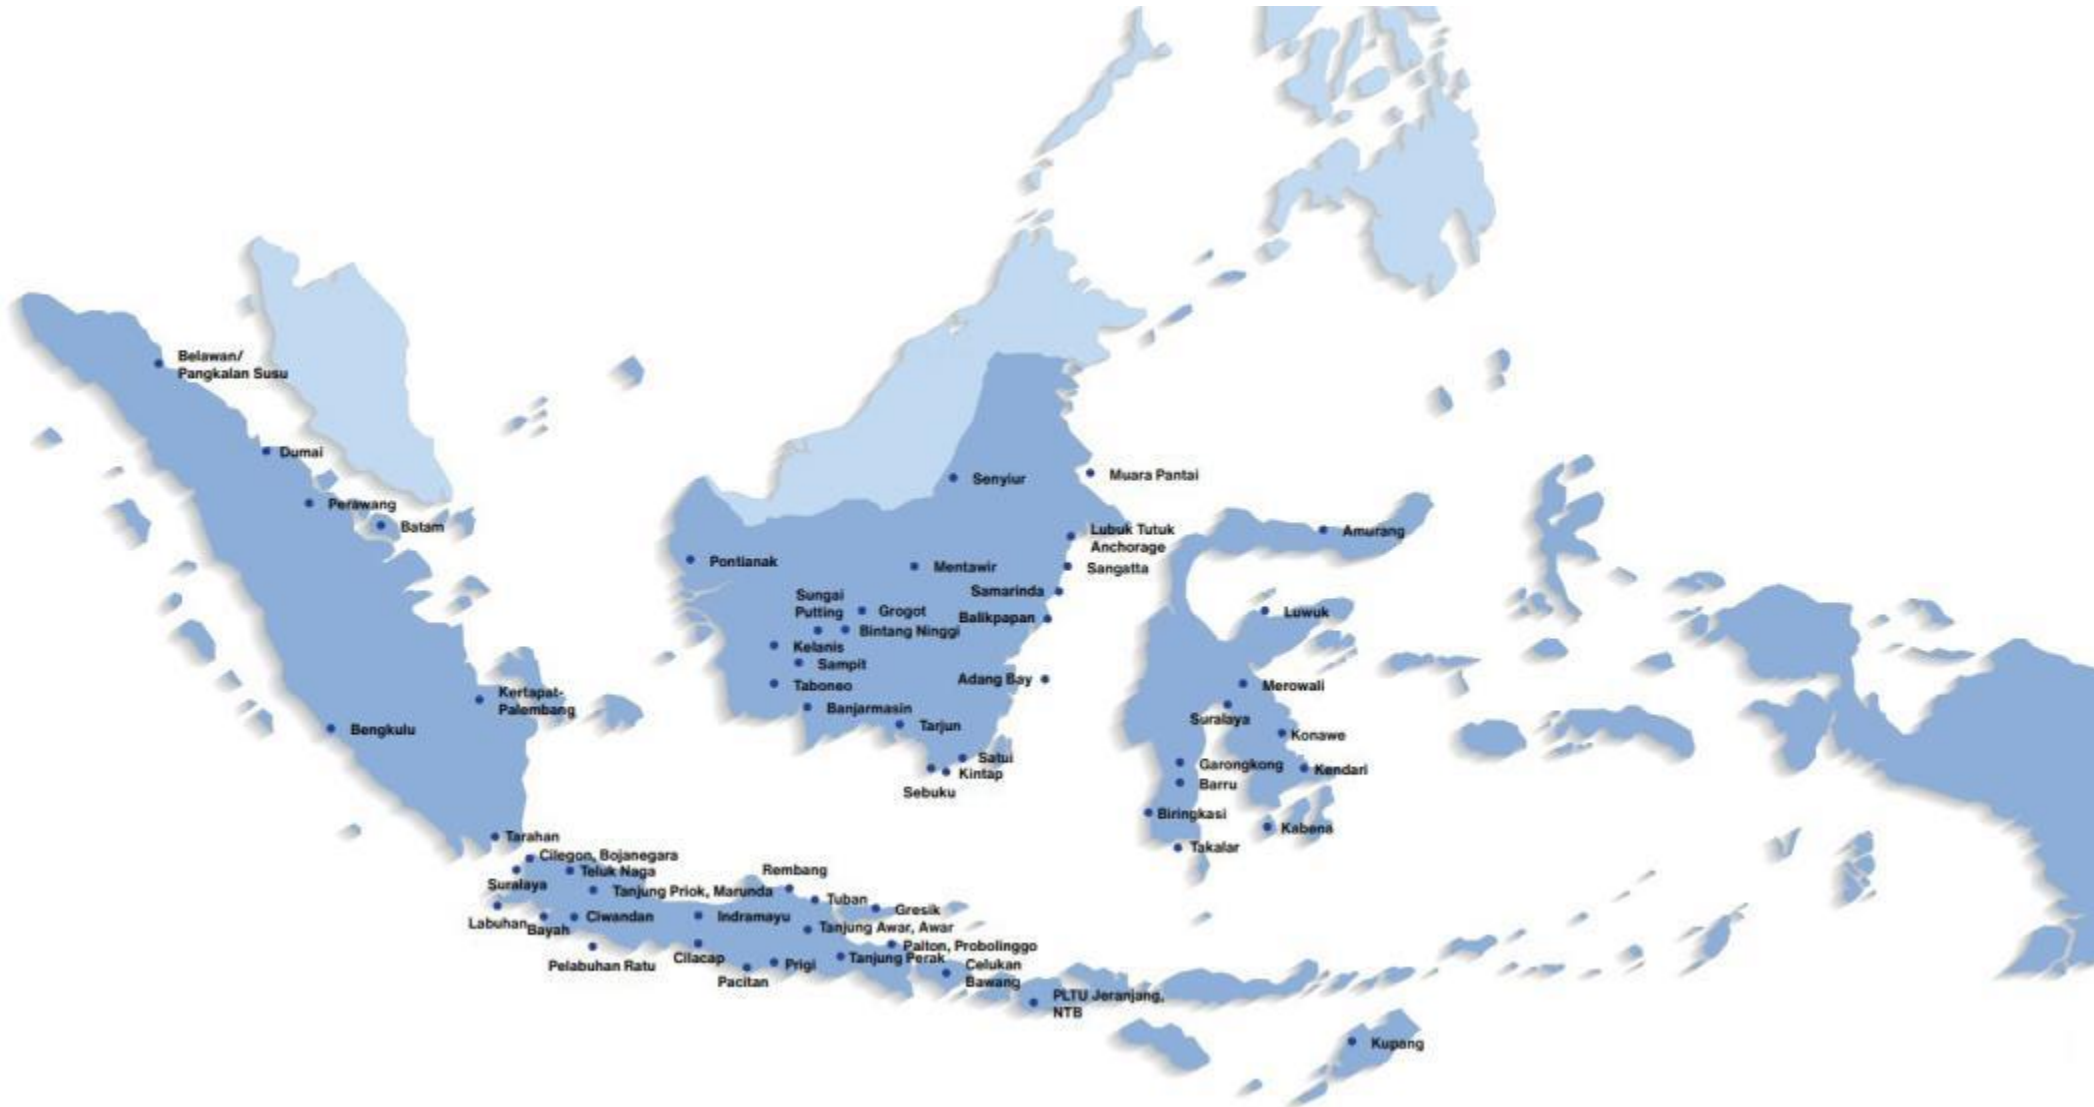 Belawan/
Pangkalan Susu
Dumai
Perawang
Batam
Kertapat-
Palembang
Bengkulu
Tarahan
Senyiur
Muara Pantai
Lubuk Tutuk
Anchorage
Sangatta
Pontianak
Mentawir
Samarinda
Sungai
Putting
Grogot
Balikpapan
Bintang Ninggi
Kelanis
Sampit
Taboneo
Adang Bay
Banjarmasin
Tarjun
Satui
Kintap
Sebuku
Amurang
Luwuk
Merowali
Suralaya
Konawe
Garongkong
Kendari
Barru
Biringkasi
Kabena
Takalar
Cilegon, Bojanegara
Teluk Naga
Suralaya
Tanjung Priok, Marunda
Rembang
Tuban
Gresik
Labuhan
Bayah
Ciwandan
Indramayu
Tanjung Awar, Awar
Paiton, Probolinggo
Pelabuhan Ratu
Cilacap
Pacitan
Prigi
Tanjung Perak
Celukan
Bawang
PLTU Jeranjang,
NTB
Kupang